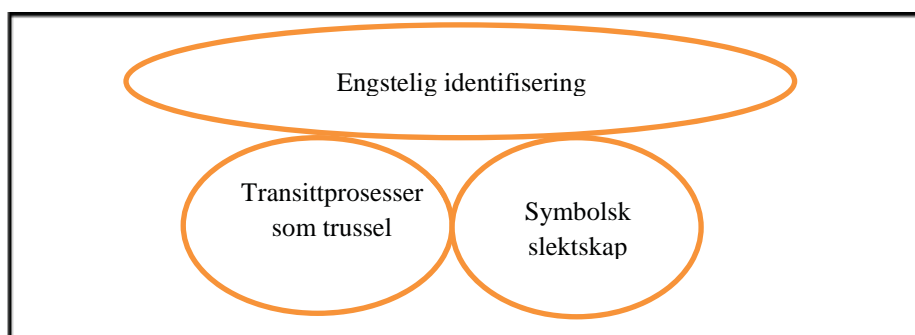 Engstelig identifisering
Transittprosesser
som trussel
Symbolsk
slektskap